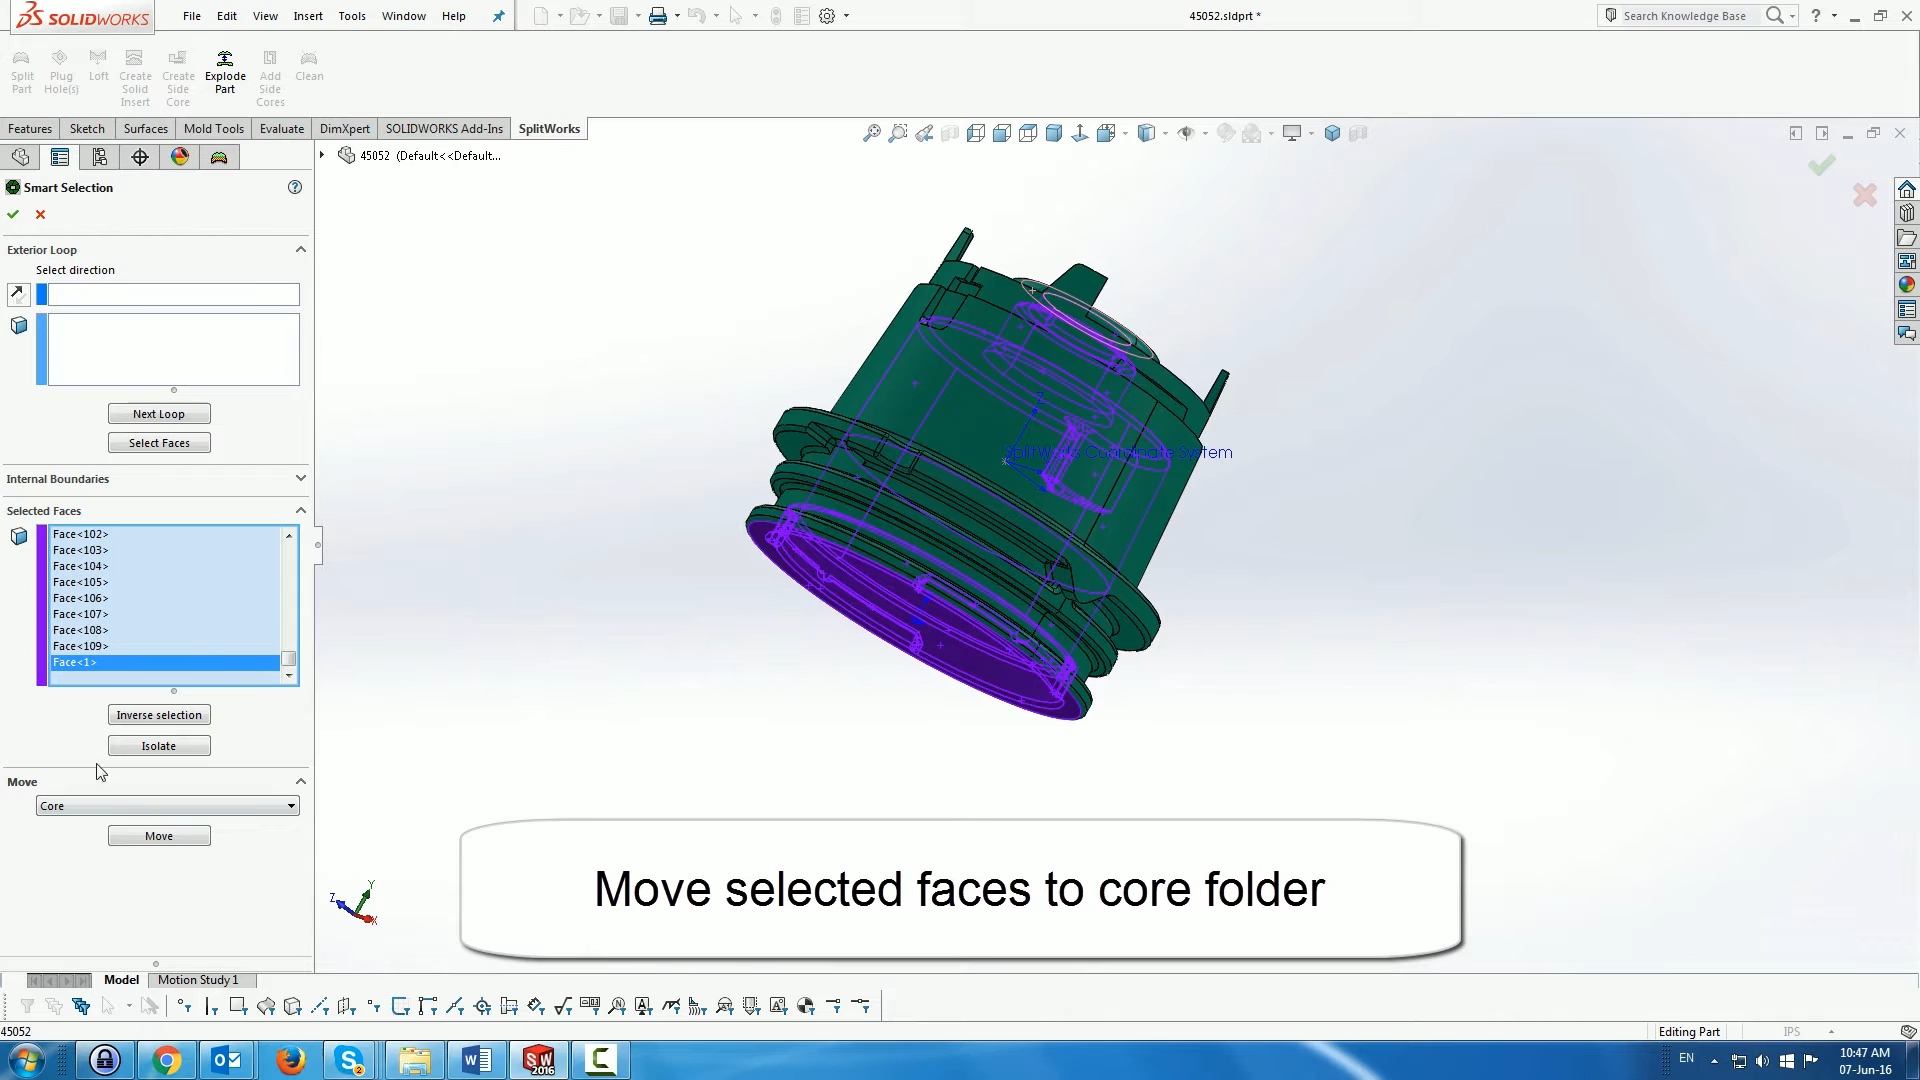 SOLIDWORKS
File Edit View Insert Tools Window Help
45052.sldprt *
Search Knowledge Base
Split Part
Plug Hole(s)
Loft
Create Solid Insert
Create Side Core
Explode Part
Add Side Cores
Clean
Features Sketch Surfaces Mold Tools Evaluate DimXpert SOLIDWORKS Add-Ins SplitWorks
45052 (Default<<Default...
Smart Selection
Exterior Loop
Select direction
Next Loop
Select Faces
Internal Boundaries
Selected Faces
Face<102>
Face<103>
Face<104>
Face<105>
Face<106>
Face<107>
Face<108>
Face<109>
Face<1>
Inverse selection
Isolate
Move
Core
Move
SplitWorks Coordinate System
Z
Y
Z
X
Move selected faces to core folder
Model Motion Study 1
45052
Editing Part
IPS
SW
2016
EN
10:47 AM
07-Jun-16